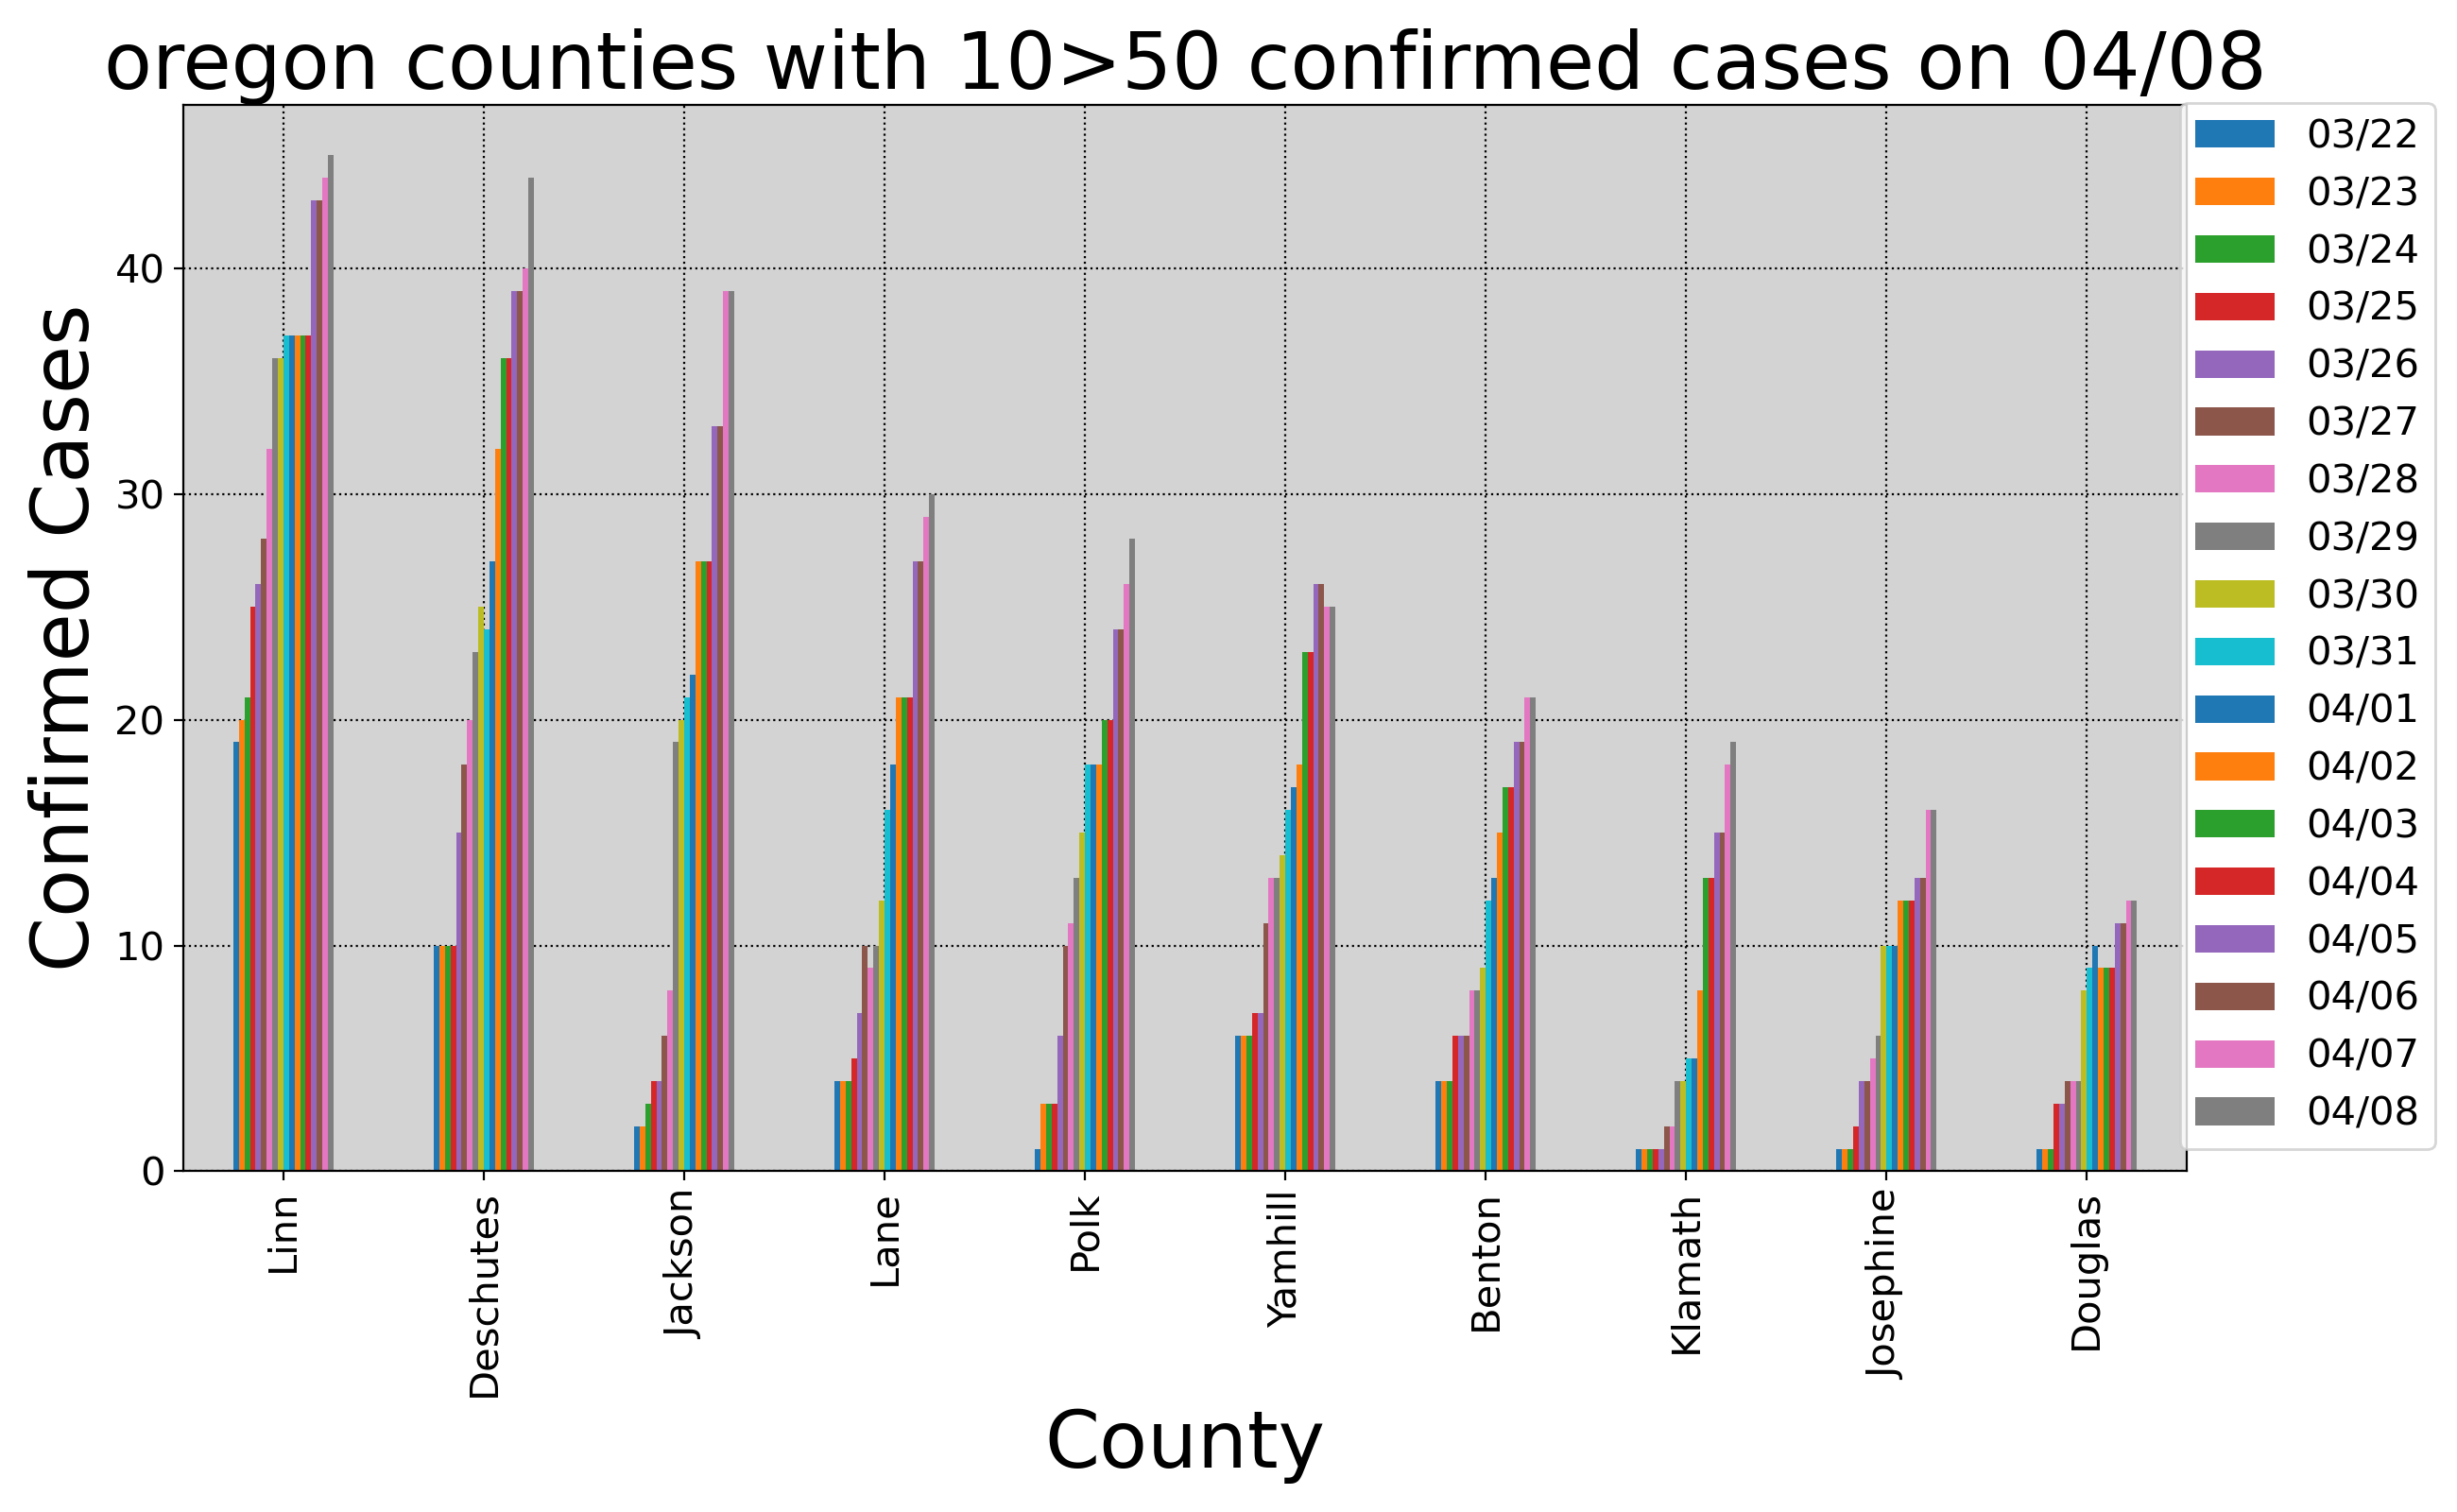 oregon counties with 10>50 confirmed cases on 04/08
Confirmed Cases
40
30
20
10
0
Linn
Deschutes
Jackson
Lane
Polk
Yamhill
Benton
Klamath
Josephine
Douglas
County
03/22
03/23
03/24
03/25
03/26
03/27
03/28
03/29
03/30
03/31
04/01
04/02
04/03
04/04
04/05
04/06
04/07
04/08